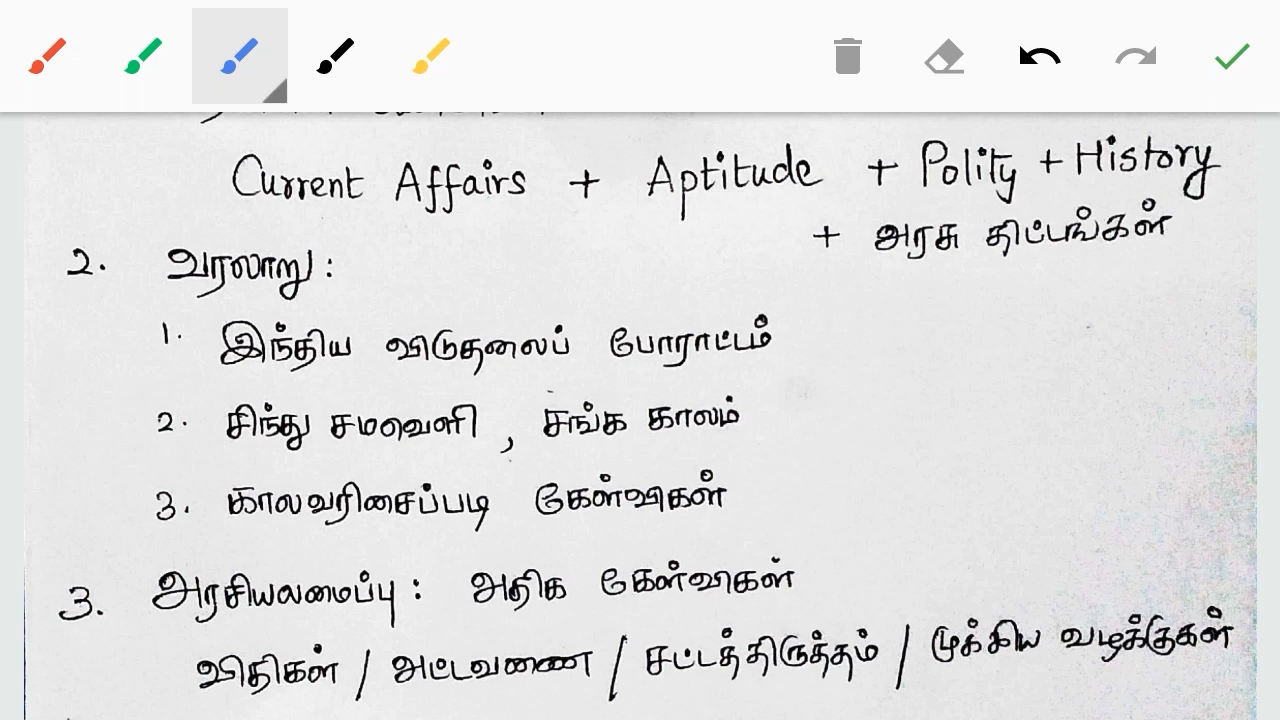 Current Affairs + Aptitude + Polity + History
+ அரசு திட்டங்கள்
2. வரலாறு :
1. இந்திய விடுதலைப் போராட்டம்
2. சிந்து சமவெளி , சங்க காலம்
3. காலவரிசைப்படி கேள்விகள்
3. அரசியலமைப்பு : அதிக கேள்விகள்
விதிகள் / அட்டவணை / சட்டத்திருத்தம் / முக்கிய வழக்குகள்